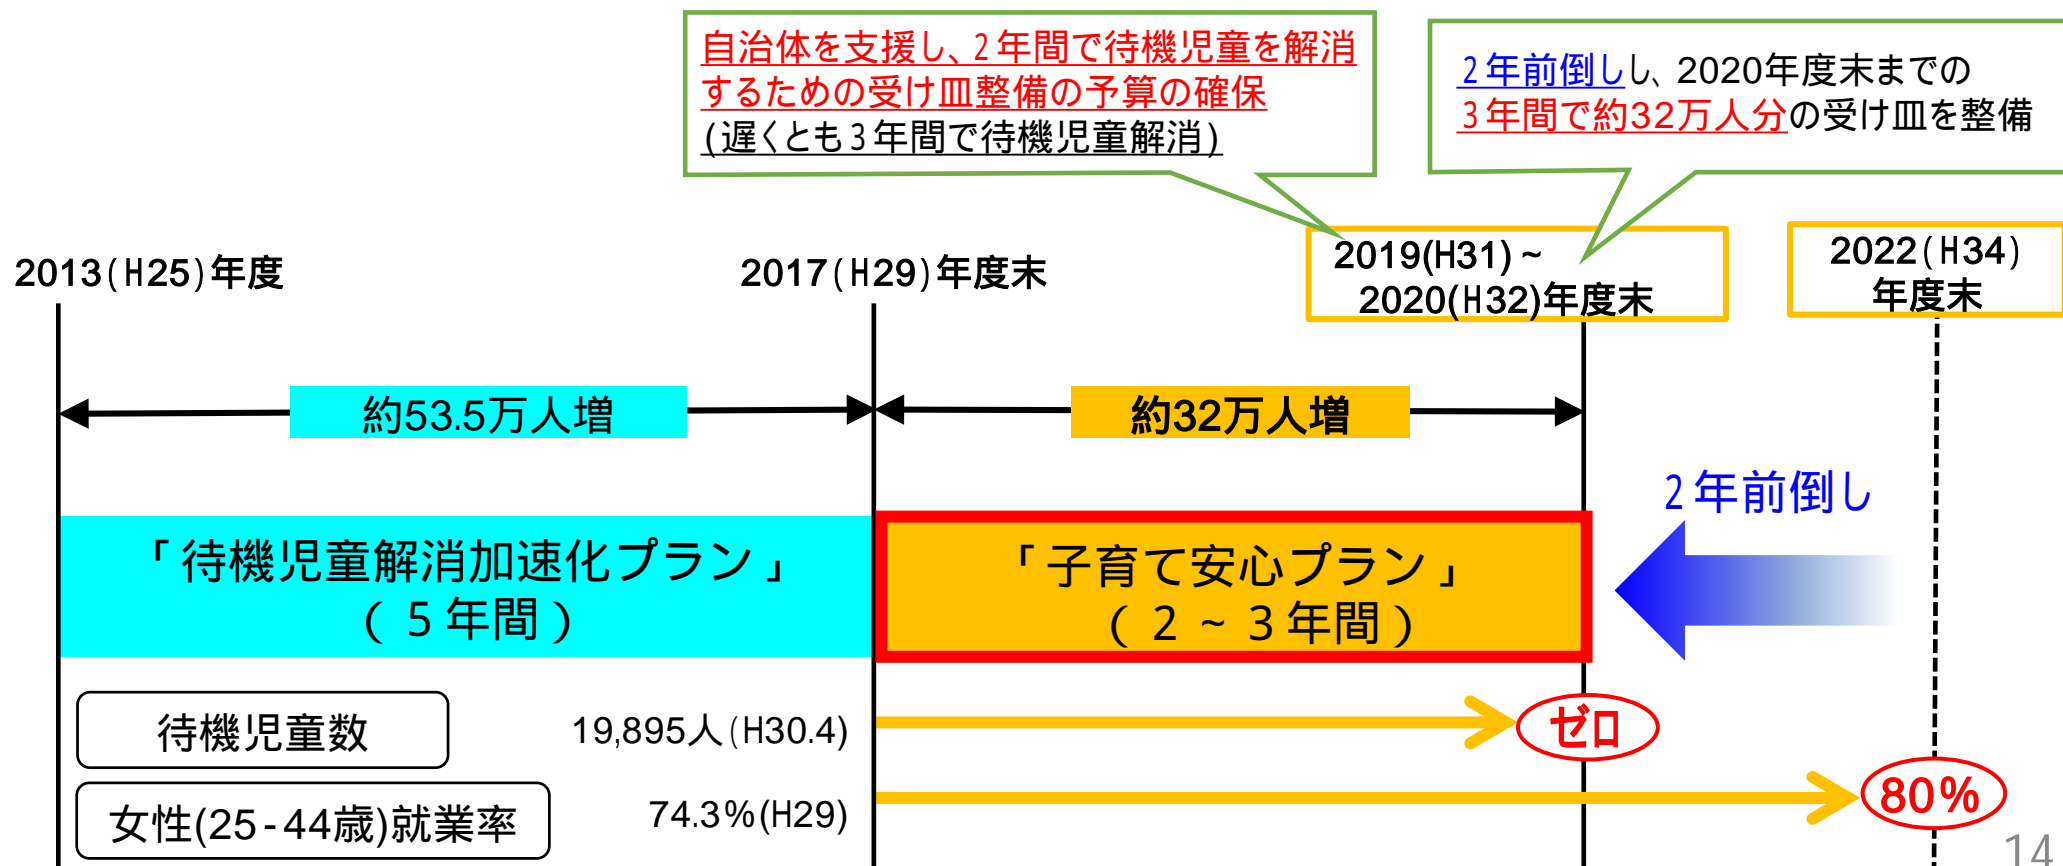 自治体を支援し、2年間で待機児童を解消
するための受け皿整備の予算の確保
(遅くとも3年間で待機児童解消)
2年前倒しし、2020年度末までの
3年間で約32万人分の受け皿を整備
2013(H25)年度
2017(H29)年度末
2019(H31)~
2020(H32)年度末
2022(H34)
年度末
約53.5万人増
約32万人増
2年前倒し
「待機児童解消加速化プラン」
(5年間)
「子育て安心プラン」
(2~3年間)
待機児童数
19,895人(H30.4)
ゼロ
女性(25-44歳)就業率
74.3%(H29)
80%
14